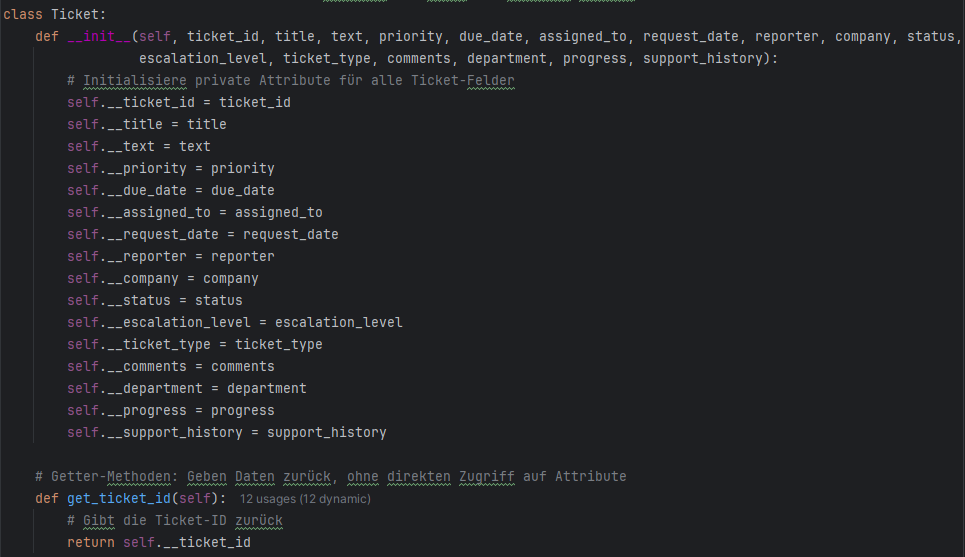 class Ticket:
    def __init__(self, ticket_id, title, text, priority, due_date, assigned_to, request_date, reporter, company, status,
                 escalation_level, ticket_type, comments, department, progress, support_history):
        # Initialisiere private Attribute für alle Ticket-Felder
        self.__ticket_id = ticket_id
        self.__title = title
        self.__text = text
        self.__priority = priority
        self.__due_date = due_date
        self.__assigned_to = assigned_to
        self.__request_date = request_date
        self.__reporter = reporter
        self.__company = company
        self.__status = status
        self.__escalation_level = escalation_level
        self.__ticket_type = ticket_type
        self.__comments = comments
        self.__department = department
        self.__progress = progress
        self.__support_history = support_history
    # Getter-Methoden: Geben Daten zurück, ohne direkten Zugriff auf Attribute
    def get_ticket_id(self): 12 usages (12 dynamic)
        # Gibt die Ticket-ID zurück
        return self.__ticket_id